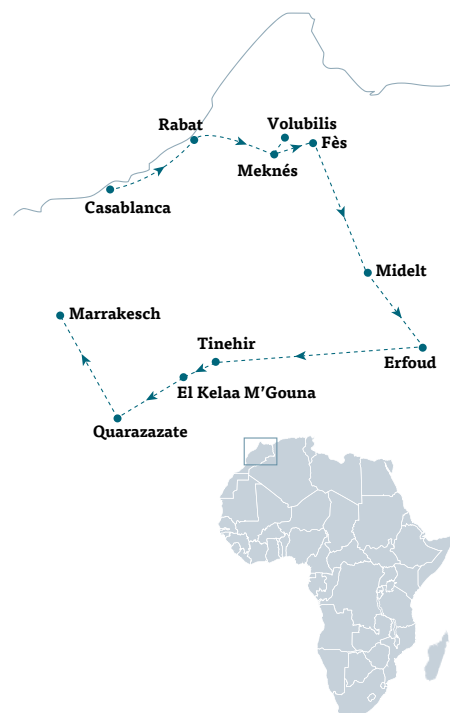 Volubilis
Rabat
Fès
Meknés
Casablanca
Midelt
Marrakesch
Tinehir
Erfoud
El Kelaa M'Gouna
Quarazazate